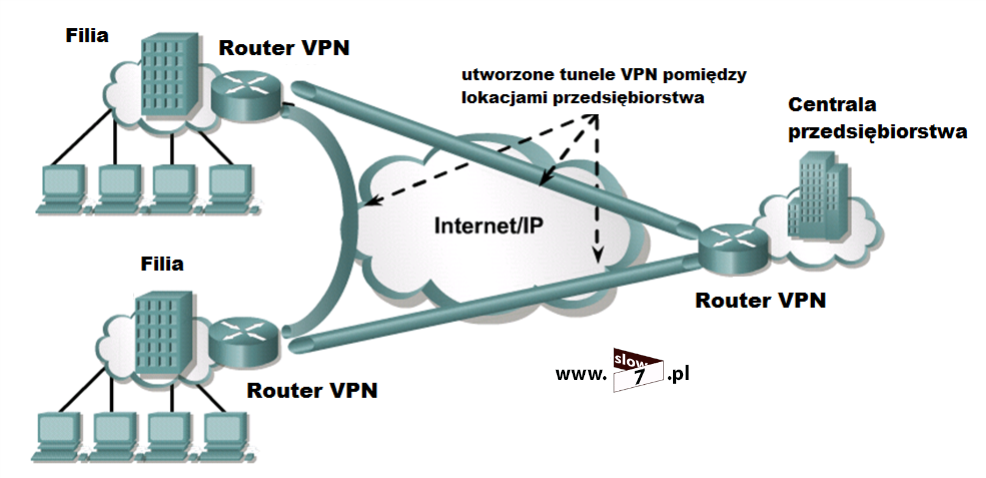 Filia
Router VPN
utworzone tunele VPN pomiędzy
lokacjami przedsiębiorstwa
Centrala
przedsiębiorstwa
Internet/IP
Filia
Router VPN
Router VPN
www.slow7.pl